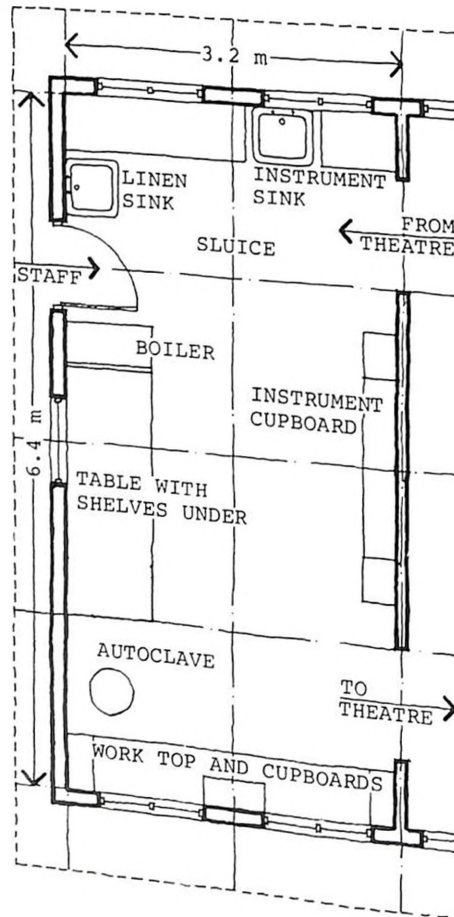 3.2 m
LINEN
SINK
INSTRUMENT
SINK
SLUICE
FROM
THEATRE
STAFF
BOILER
INSTRUMENT
CUPBOARD
6.4 m
TABLE WITH
SHELVES UNDER
AUTOCLAVE
TO
THEATRE
WORK TOP AND CUPBOARDS